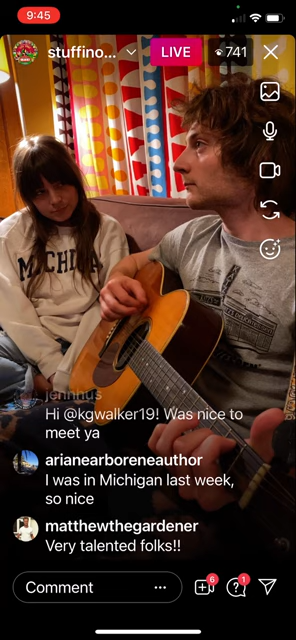 9:45
stuffino...
LIVE
741
jennhus
Hi @kgwalker19! Was nice to
meet ya
arianearboreneauthor
I was in Michigan last week,
so nice
matthewthegardener
Very talented folks!!
Comment
6
?
1